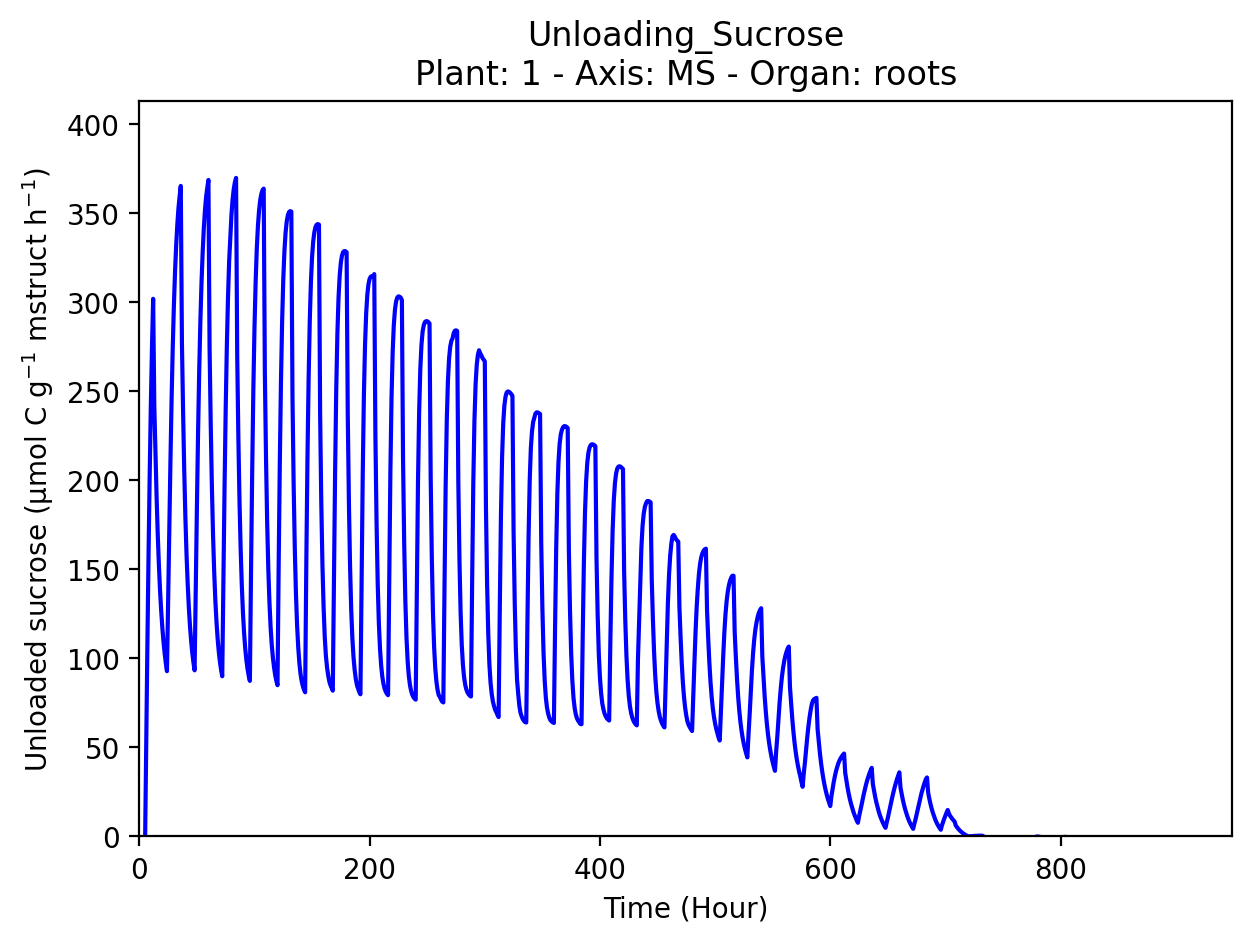 Unloading_Sucrose
Plant: 1 - Axis: MS - Organ: roots
Unloaded sucrose (µmol C g⁻¹ mstruct h⁻¹)
400
350
300
250
200
150
100
50
0
0 200 400 600 800
Time (Hour)